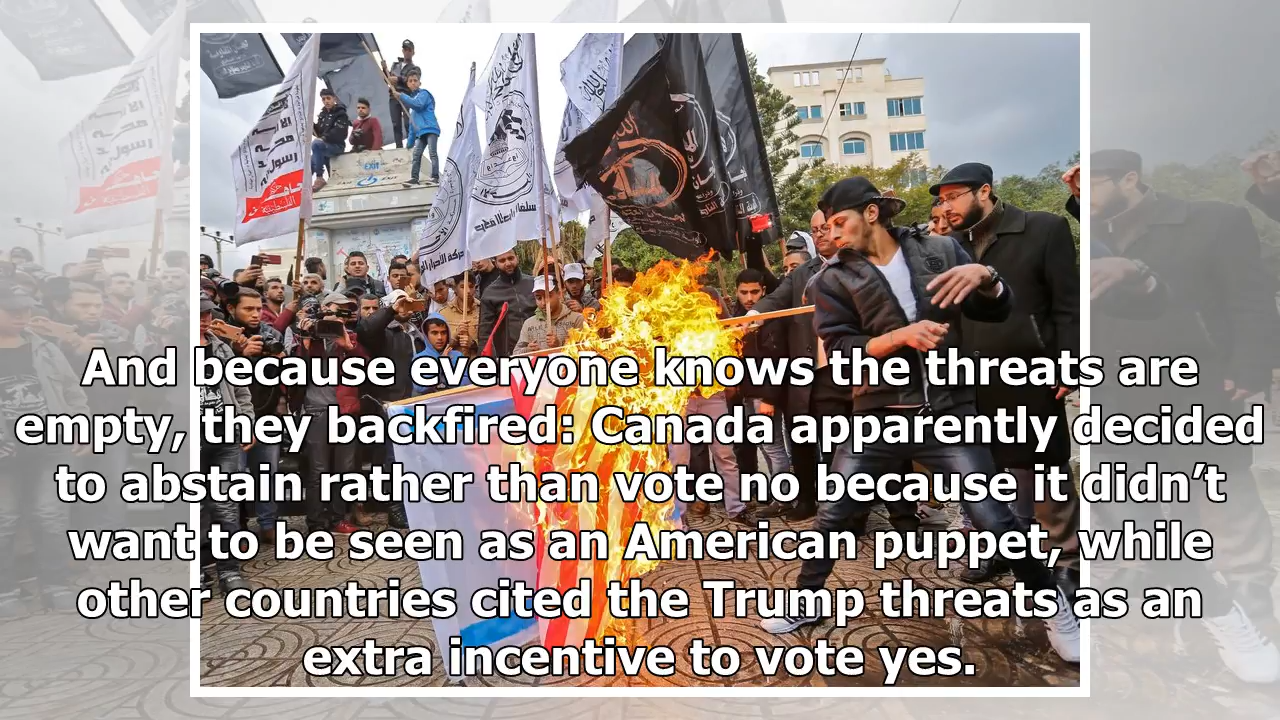 And because everyone knows the threats are
empty, they backfired: Canada apparently decided
to abstain rather than vote no because it didn’t
want to be seen as an American puppet, while
other countries cited the Trump threats as an
extra incentive to vote yes.